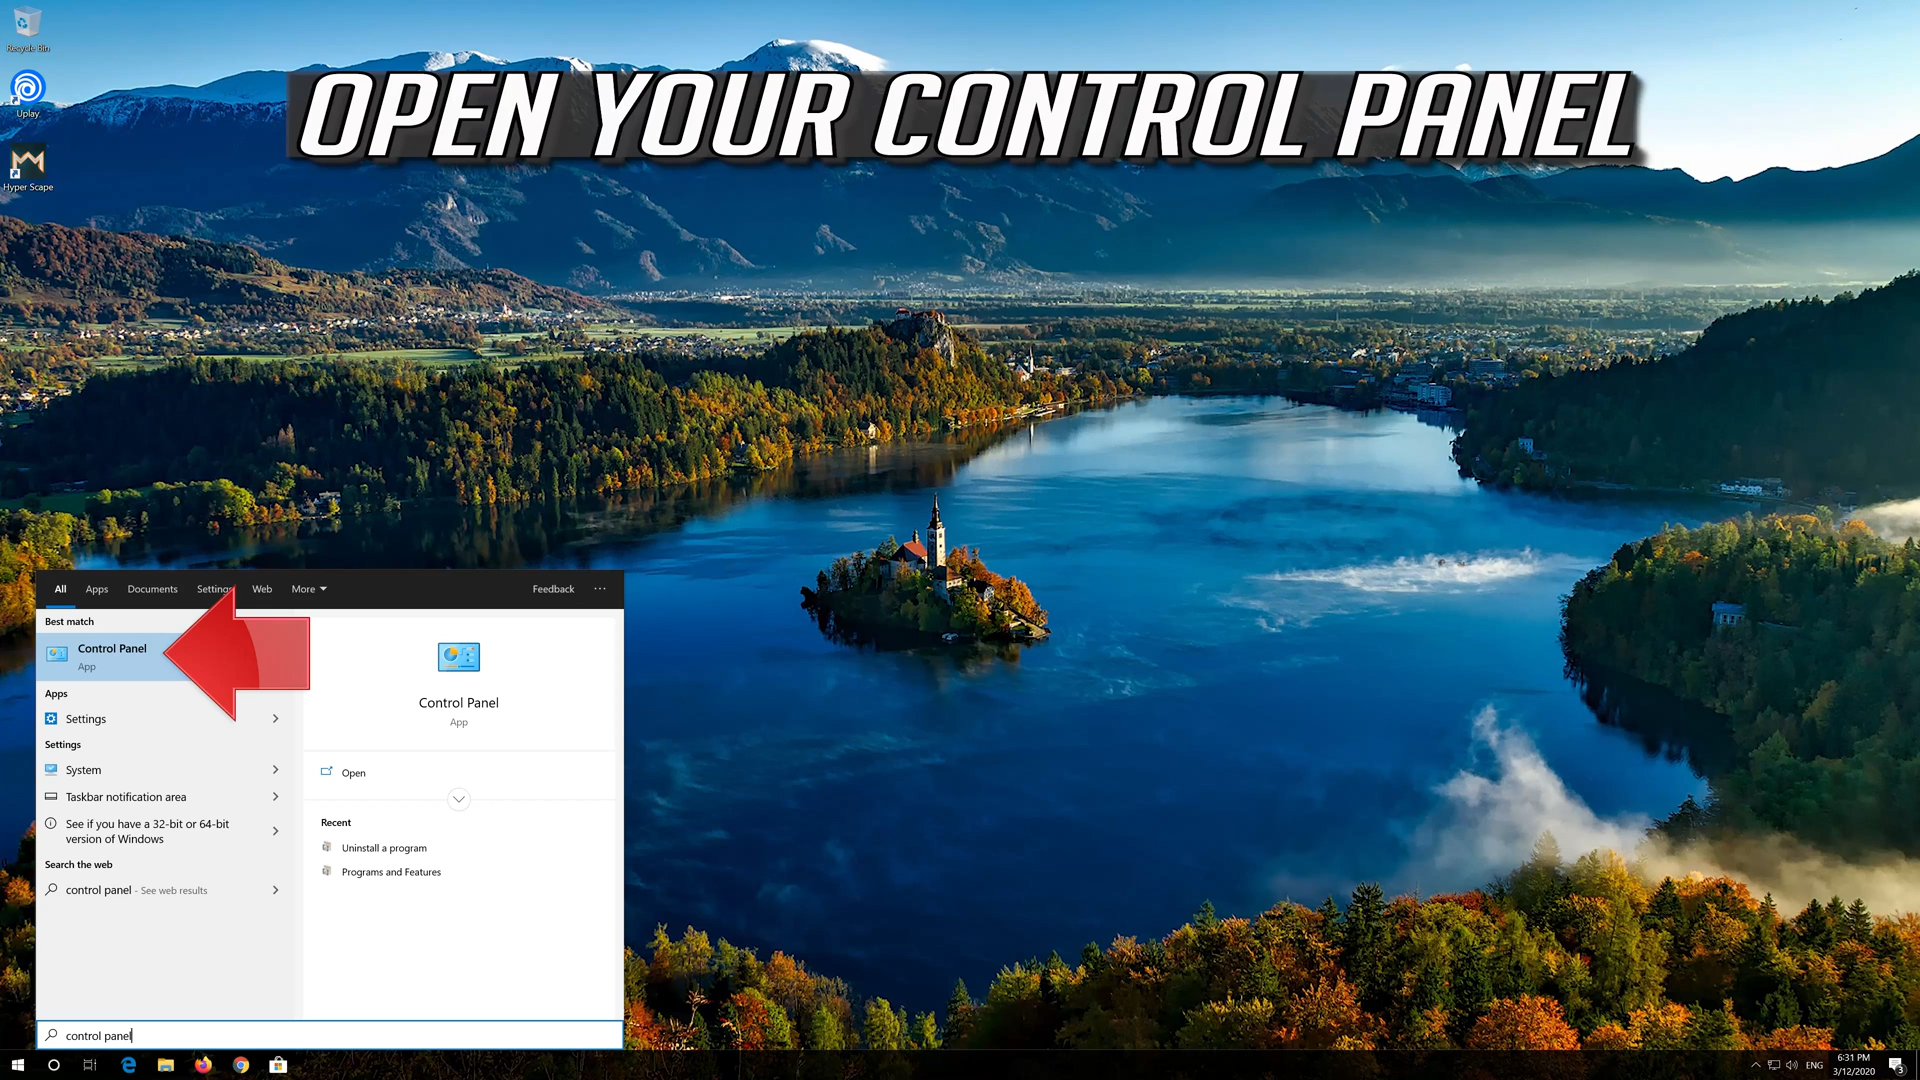 Recycle Bin
Uplay
Hyper Scape
OPEN YOUR CONTROL PANEL
All Apps Documents Settings Web More Feedback ...
Best match
Control Panel
App
Apps
Settings
Settings
System
Taskbar notification area
See if you have a 32-bit or 64-bit
version of Windows
Search the web
control panel - See web results
Control Panel
App
Open
Recent
Uninstall a program
Programs and Features
control panel
ENG
6:31 PM
3/12/2020
3